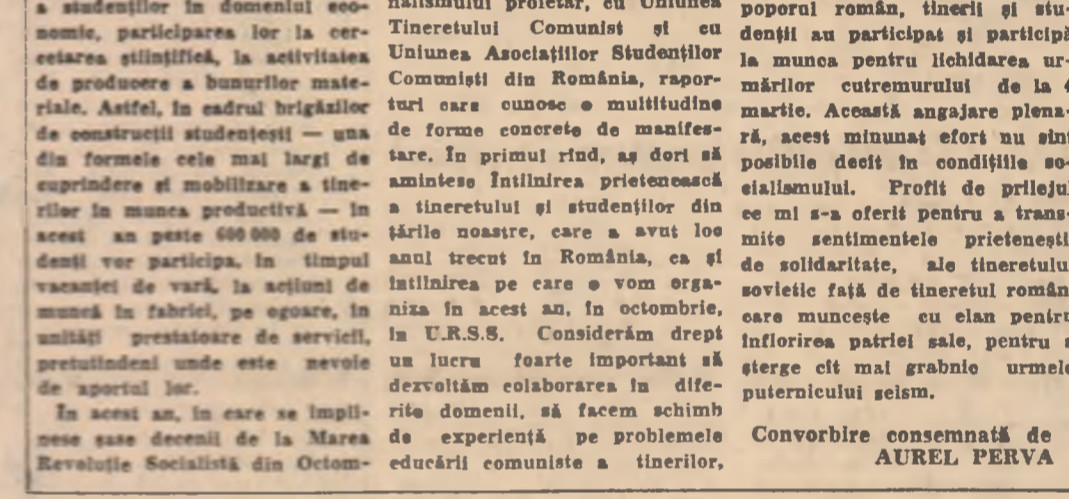 a studenților în domeniul eco-
nomic, participarea lor la cer-
cetarea științifică, la activitatea
de producere a bunurilor mate-
riale. Astfel, în cadrul brigăzilor
de construcții studențești — una
din formele cele mai largi de
cuprindere și mobilizare a tine-
rilor în munca productivă — în
acest an peste 600 000 de stu-
denți vor participa, în timpul
vacanței de vară, la acțiuni de
muncă în fabrici, pe ogoare, în
unități prestatoare de servicii,
pretutindeni unde este nevoie
de aportul lor.
În acest an, în care se împli-
nesc șase decenii de la Marea
Revoluție Socialistă din Octom-
nalismului proletar, cu Uniunea
Tineretului Comunist și cu
Uniunea Asociațiilor Studenților
Comuniști din România, rapor-
turi care cunosc o multitudine
de forme concrete de manifes-
tare. În primul rînd, aș dori să
amintesc întîlnirea prietenească
a tineretului și studenților din
țările noastre, care a avut loc
anul trecut în România, ca și
întîlnirea pe care o vom orga-
niza în acest an, în octombrie,
în U.R.S.S. Considerăm drept
un lucru foarte important să
dezvoltăm colaborarea în dife-
rite domenii, să facem schimb
de experiență pe problemele
educării comuniste a tinerilor,
poporul român, tinerii și stu-
denții au participat și participă
la munca pentru lichidarea ur-
mărilor cutremurului de la 4
martie. Această angajare plena-
ră, acest minunat efort nu sînt
posibile decît în condițiile so-
cialismului. Profit de prilejul
ce mi s-a oferit pentru a trans-
mite sentimentele prietenești
de solidaritate, ale tineretului
sovietic față de tineretul român
care muncește cu elan pentru
înflorirea patriei sale, pentru a
șterge cît mai grabnic urmele
puternicului seism.
Convorbire consemnată de
AUREL PERVA